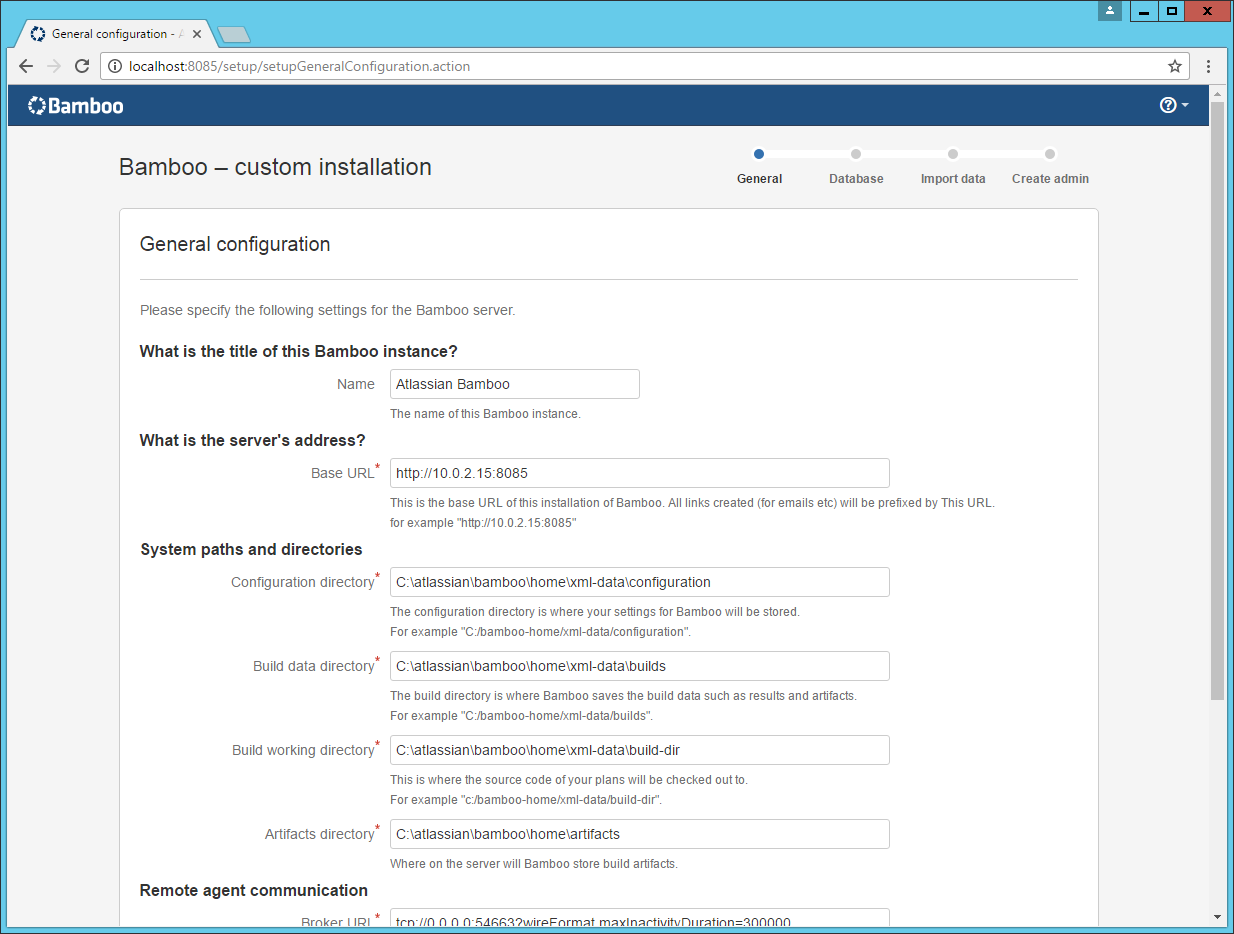 General configuration - A
localhost:8085/setup/setupGeneralConfiguration.action
Bamboo
Bamboo – custom installation
General Database Import data Create admin
General configuration
Please specify the following settings for the Bamboo server.
What is the title of this Bamboo instance?
Name Atlassian Bamboo
The name of this Bamboo instance.
What is the server's address?
Base URL* http://10.0.2.15:8085
This is the base URL of this installation of Bamboo. All links created (for emails etc) will be prefixed by This URL.
for example "http://10.0.2.15:8085"
System paths and directories
Configuration directory* C:\atlassian\bamboo\home\xml-data\configuration
The configuration directory is where your settings for Bamboo will be stored.
For example "C:/bamboo-home/xml-data/configuration".
Build data directory* C:\atlassian\bamboo\home\xml-data\builds
The build directory is where Bamboo saves the build data such as results and artifacts.
For example "C:/bamboo-home/xml-data/builds".
Build working directory* C:\atlassian\bamboo\home\xml-data\build-dir
This is where the source code of your plans will be checked out to.
For example "c:/bamboo-home/xml-data/build-dir".
Artifacts directory* C:\atlassian\bamboo\home\artifacts
Where on the server will Bamboo store build artifacts.
Remote agent communication
Broker URL* tcp://0.0.0.0:54663?wireFormat.maxInactivityDuration=300000